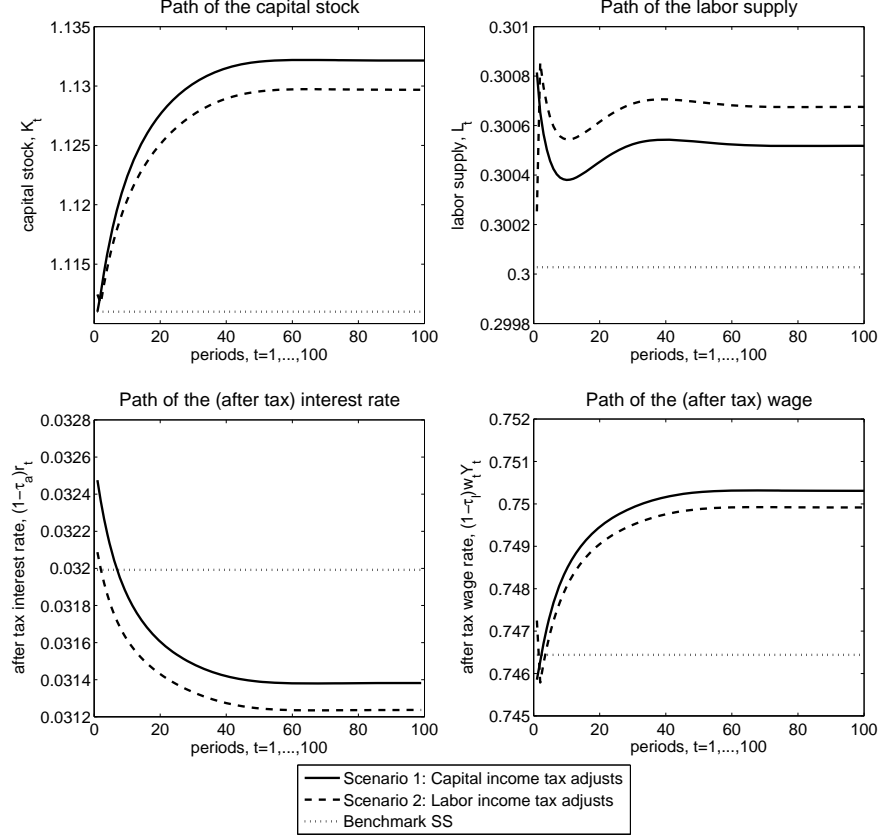 Path of the capital stock
1.135
1.13
1.125
1.12
1.115
capital stock, K_t
0 20 40 60 80 100
periods, t=1,...,100
Path of the labor supply
0.301
0.3008
0.3006
0.3004
0.3002
0.3
0.2998
labor supply, L_t
0 20 40 60 80 100
periods, t=1,...,100
Path of the (after tax) interest rate
0.0328
0.0326
0.0324
0.0322
0.032
0.0318
0.0316
0.0314
0.0312
after tax interest rate, (1−τ_a)r_t
0 20 40 60 80 100
periods, t=1,...,100
Path of the (after tax) wage
0.752
0.751
0.75
0.749
0.748
0.747
0.746
0.745
after tax wage rate, (1−τ_l)w_tY_t
0 20 40 60 80 100
periods, t=1,...,100
Scenario 1: Capital income tax adjusts
Scenario 2: Labor income tax adjusts
Benchmark SS